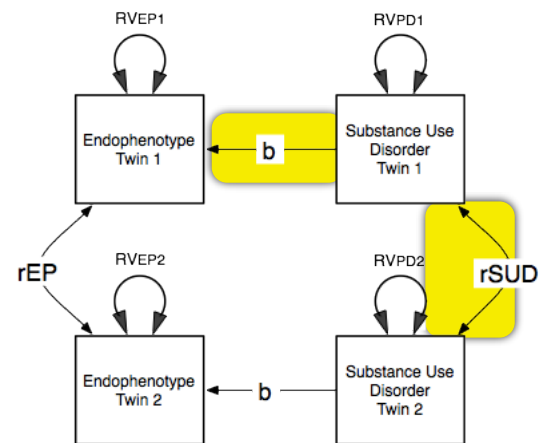 RVEP1
RVPD1
Endophenotype
Twin 1
b
Substance Use
Disorder
Twin 1
rEP
rSUD
RVEP2
RVPD2
Endophenotype
Twin 2
b
Substance Use
Disorder
Twin 2